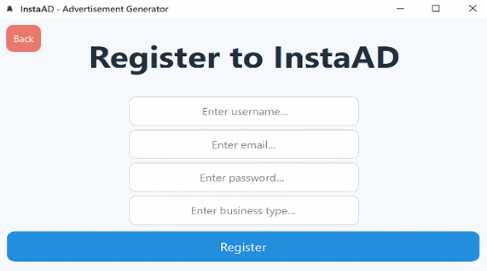 InstaAD - Advertisement Generator
Back
Register to InstaAD
Enter username...
Enter email...
Enter password...
Enter business type...
Register